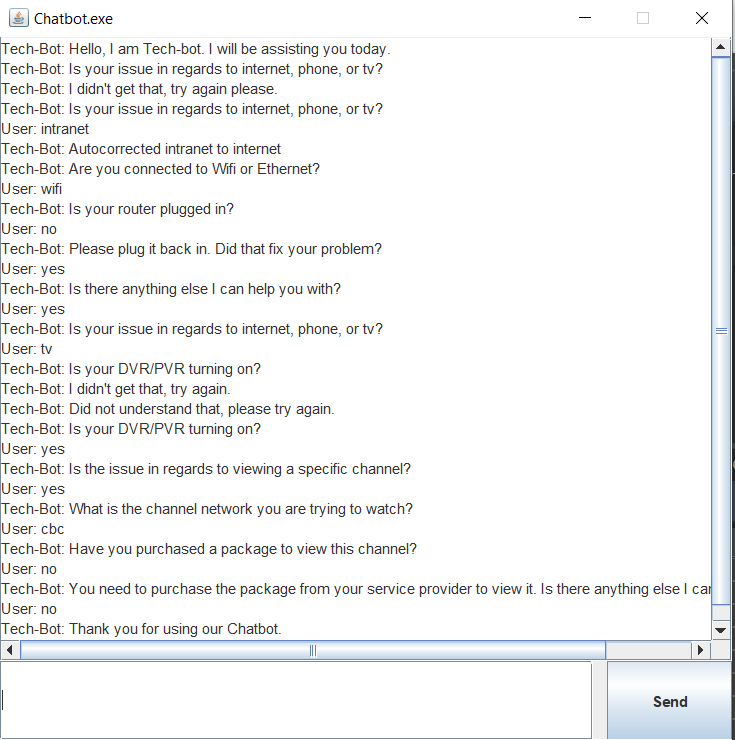 Chatbot.exe
Tech-Bot: Hello, I am Tech-bot. I will be assisting you today.
Tech-Bot: Is your issue in regards to internet, phone, or tv?
Tech-Bot: I didn't get that, try again please.
Tech-Bot: Is your issue in regards to internet, phone, or tv?
User: intranet
Tech-Bot: Autocorrected intranet to internet
Tech-Bot: Are you connected to Wifi or Ethernet?
User: wifi
Tech-Bot: Is your router plugged in?
User: no
Tech-Bot: Please plug it back in. Did that fix your problem?
User: yes
Tech-Bot: Is there anything else I can help you with?
User: yes
Tech-Bot: Is your issue in regards to internet, phone, or tv?
User: tv
Tech-Bot: Is your DVR/PVR turning on?
Tech-Bot: I didn't get that, try again.
Tech-Bot: Did not understand that, please try again.
Tech-Bot: Is your DVR/PVR turning on?
User: yes
Tech-Bot: Is the issue in regards to viewing a specific channel?
User: yes
Tech-Bot: What is the channel network you are trying to watch?
User: cbc
Tech-Bot: Have you purchased a package to view this channel?
User: no
Tech-Bot: You need to purchase the package from your service provider to view it. Is there anything else I
User: no
Tech-Bot: Thank you for using our Chatbot.
Send